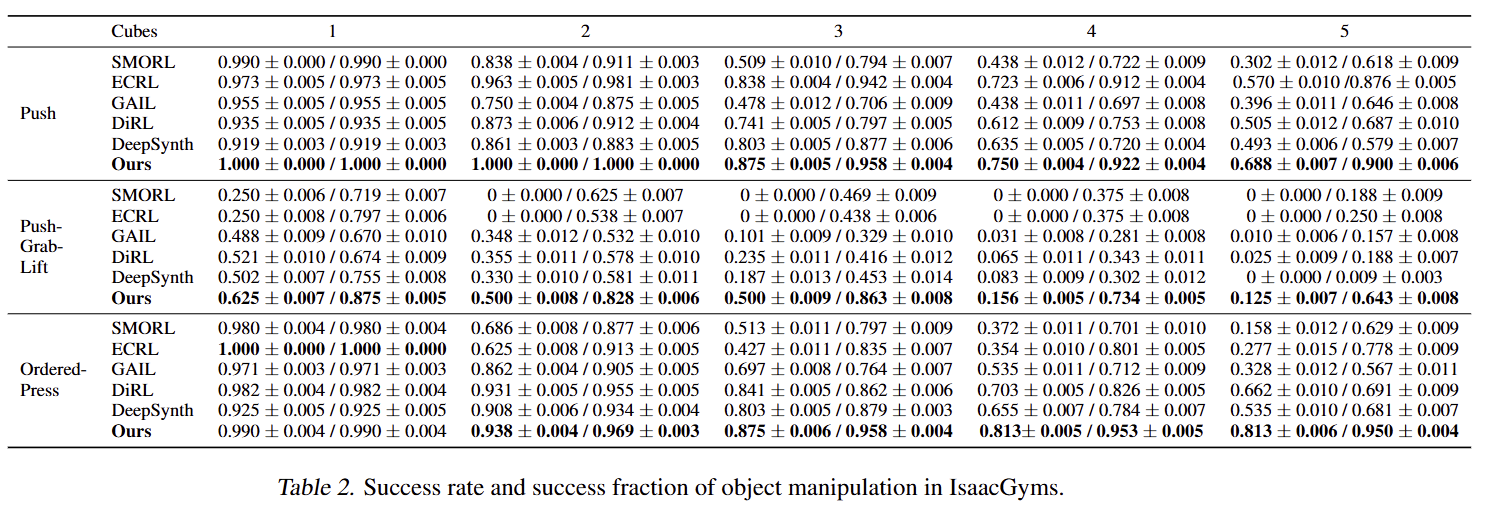 Cubes 1 2 3 4 5
SMORL 0.990 ± 0.000 / 0.990 ± 0.000 0.838 ± 0.004 / 0.911 ± 0.003 0.509 ± 0.010 / 0.794 ± 0.007 0.438 ± 0.012 / 0.722 ± 0.009 0.302 ± 0.012 / 0.618 ± 0.009
ECRL 0.973 ± 0.005 / 0.973 ± 0.005 0.963 ± 0.005 / 0.981 ± 0.003 0.838 ± 0.004 / 0.942 ± 0.004 0.723 ± 0.006 / 0.912 ± 0.004 0.570 ± 0.010 /0.876 ± 0.005
GAIL 0.955 ± 0.005 / 0.955 ± 0.005 0.750 ± 0.004 / 0.875 ± 0.005 0.478 ± 0.012 / 0.706 ± 0.009 0.438 ± 0.011 / 0.697 ± 0.008 0.396 ± 0.011 / 0.646 ± 0.008
Push
DiRL 0.935 ± 0.005 / 0.935 ± 0.005 0.873 ± 0.006 / 0.912 ± 0.004 0.741 ± 0.005 / 0.797 ± 0.005 0.612 ± 0.009 / 0.753 ± 0.008 0.505 ± 0.012 / 0.687 ± 0.010
DeepSynth 0.919 ± 0.003 / 0.919 ± 0.003 0.861 ± 0.003 / 0.883 ± 0.005 0.803 ± 0.005 / 0.877 ± 0.006 0.635 ± 0.005 / 0.720 ± 0.004 0.493 ± 0.006 / 0.579 ± 0.007
Ours 1.000 ± 0.000 / 1.000 ± 0.000 1.000 ± 0.000 / 1.000 ± 0.000 0.875 ± 0.005 / 0.958 ± 0.004 0.750 ± 0.004 / 0.922 ± 0.004 0.688 ± 0.007 / 0.900 ± 0.006
SMORL 0.250 ± 0.006 / 0.719 ± 0.007 0 ± 0.000 / 0.625 ± 0.007 0 ± 0.000 / 0.469 ± 0.009 0 ± 0.000 / 0.375 ± 0.008 0 ± 0.000 / 0.188 ± 0.009
ECRL 0.250 ± 0.008 / 0.797 ± 0.006 0 ± 0.000 / 0.538 ± 0.007 0 ± 0.000 / 0.438 ± 0.006 0 ± 0.000 / 0.375 ± 0.008 0 ± 0.000 / 0.250 ± 0.008
Push-
GAIL 0.488 ± 0.009 / 0.670 ± 0.010 0.348 ± 0.012 / 0.532 ± 0.010 0.101 ± 0.009 / 0.329 ± 0.010 0.031 ± 0.008 / 0.281 ± 0.008 0.010 ± 0.006 / 0.157 ± 0.008
Grab-
DiRL 0.521 ± 0.010 / 0.674 ± 0.009 0.355 ± 0.011 / 0.578 ± 0.010 0.235 ± 0.011 / 0.416 ± 0.012 0.065 ± 0.011 / 0.343 ± 0.011 0.025 ± 0.009 / 0.188 ± 0.007
Lift
DeepSynth 0.502 ± 0.007 / 0.755 ± 0.008 0.330 ± 0.010 / 0.581 ± 0.011 0.187 ± 0.013 / 0.453 ± 0.014 0.083 ± 0.009 / 0.302 ± 0.012 0 ± 0.000 / 0.009 ± 0.003
Ours 0.625 ± 0.007 / 0.875 ± 0.005 0.500 ± 0.008 / 0.828 ± 0.006 0.500 ± 0.009 / 0.863 ± 0.008 0.156 ± 0.005 / 0.734 ± 0.005 0.125 ± 0.007 / 0.643 ± 0.008
SMORL 0.980 ± 0.004 / 0.980 ± 0.004 0.686 ± 0.008 / 0.877 ± 0.006 0.513 ± 0.011 / 0.797 ± 0.009 0.372 ± 0.011 / 0.701 ± 0.010 0.158 ± 0.012 / 0.629 ± 0.009
ECRL 1.000 ± 0.000 / 1.000 ± 0.000 0.625 ± 0.008 / 0.913 ± 0.005 0.427 ± 0.011 / 0.835 ± 0.007 0.354 ± 0.010 / 0.801 ± 0.005 0.277 ± 0.015 / 0.778 ± 0.009
Ordered-
GAIL 0.971 ± 0.003 / 0.971 ± 0.003 0.862 ± 0.004 / 0.905 ± 0.005 0.697 ± 0.008 / 0.764 ± 0.007 0.535 ± 0.011 / 0.712 ± 0.009 0.328 ± 0.012 / 0.567 ± 0.011
Press
DiRL 0.982 ± 0.004 / 0.982 ± 0.004 0.931 ± 0.005 / 0.955 ± 0.005 0.841 ± 0.005 / 0.862 ± 0.006 0.703 ± 0.005 / 0.826 ± 0.005 0.662 ± 0.010 / 0.691 ± 0.009
DeepSynth 0.925 ± 0.005 / 0.925 ± 0.005 0.908 ± 0.006 / 0.934 ± 0.004 0.803 ± 0.005 / 0.879 ± 0.003 0.655 ± 0.007 / 0.784 ± 0.007 0.535 ± 0.010 / 0.681 ± 0.007
Ours 0.990 ± 0.004 / 0.990 ± 0.004 0.938 ± 0.004 / 0.969 ± 0.003 0.875 ± 0.006 / 0.958 ± 0.004 0.813± 0.005 / 0.953 ± 0.005 0.813 ± 0.006 / 0.950 ± 0.004
Table 2. Success rate and success fraction of object manipulation in IsaacGyms.